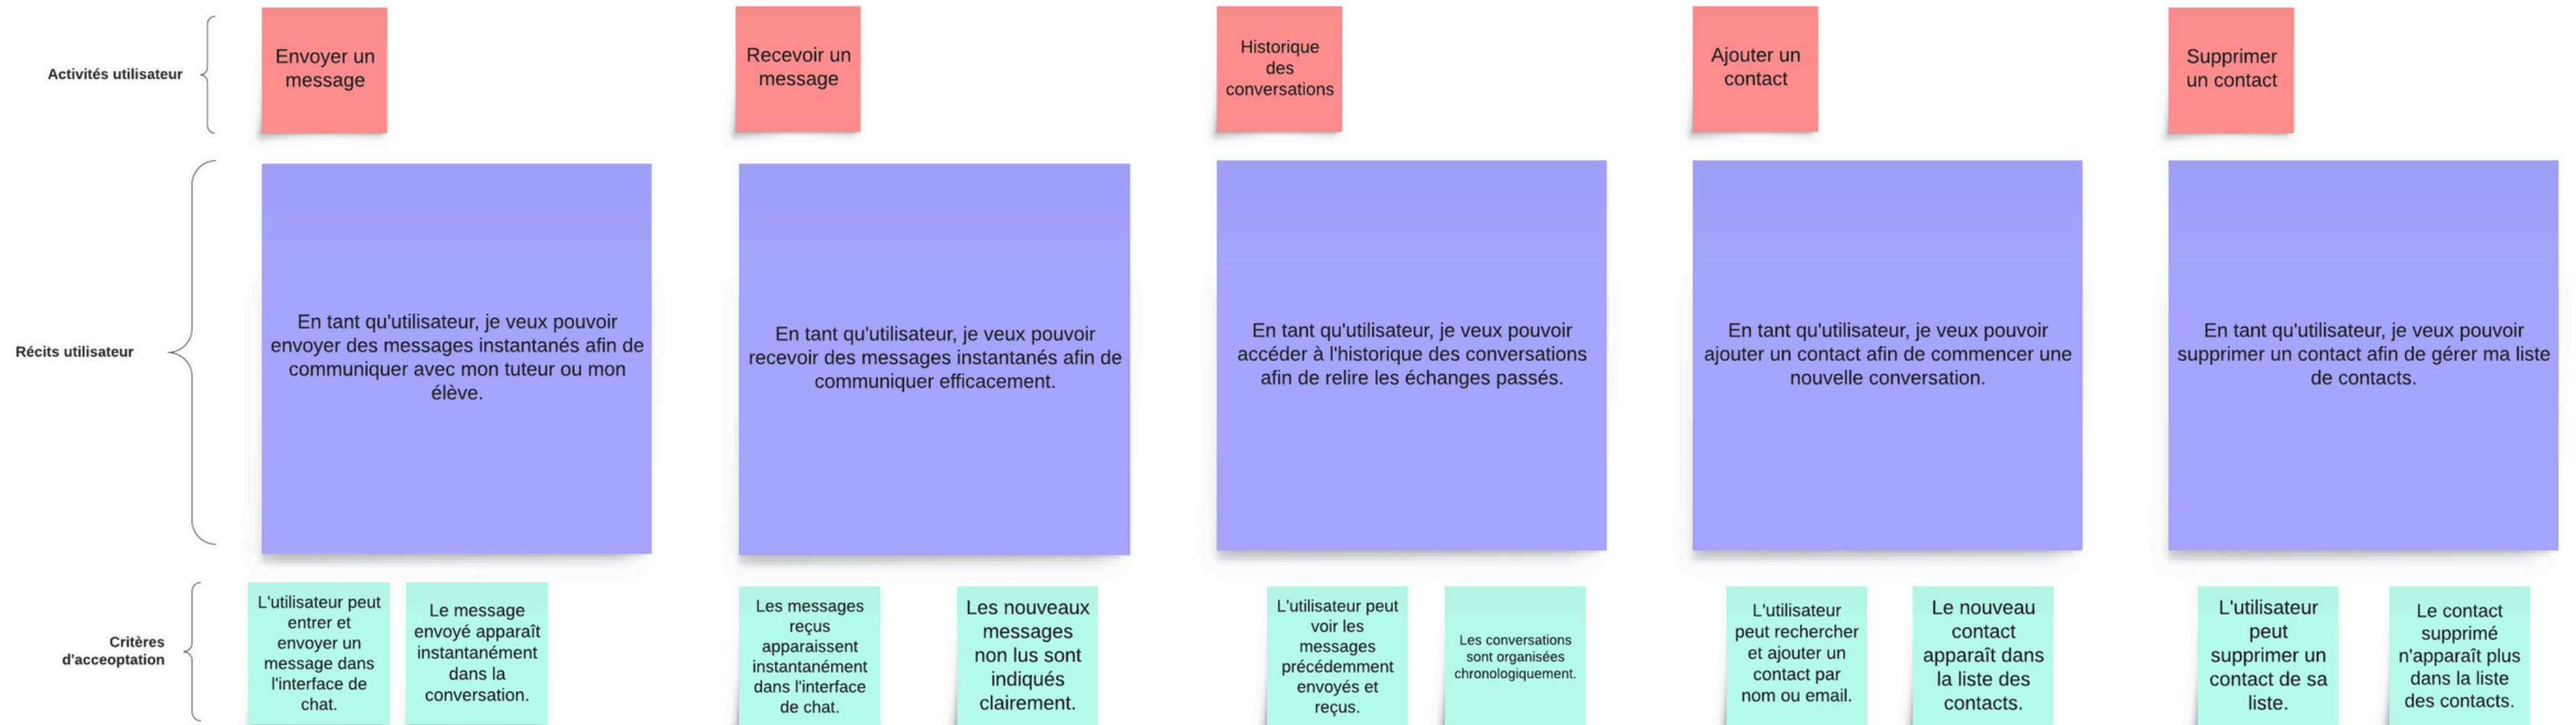 Activités utilisateur
Envoyer un
message
Recevoir un
message
Historique
des
conversations
Ajouter un
contact
Supprimer
un contact
Récits utilisateur
En tant qu'utilisateur, je veux pouvoir
envoyer des messages instantanés afin de
communiquer avec mon tuteur ou mon
élève.
En tant qu'utilisateur, je veux pouvoir
recevoir des messages instantanés afin de
communiquer efficacement.
En tant qu'utilisateur, je veux pouvoir
accéder à l'historique des conversations
afin de relire les échanges passés.
En tant qu'utilisateur, je veux pouvoir
ajouter un contact afin de commencer une
nouvelle conversation.
En tant qu'utilisateur, je veux pouvoir
supprimer un contact afin de gérer ma liste
de contacts.
Critères
d'acceoptation
L'utilisateur peut
entrer et
envoyer un
message dans
l'interface de
chat.
Le message
envoyé apparaît
instantanément
dans la
conversation.
Les messages
reçus
apparaissent
instantanément
dans l'interface
de chat.
Les nouveaux
messages
non lus sont
indiqués
clairement.
L'utilisateur peut
voir les
messages
précédemment
envoyés et
reçus.
Les conversations
sont organisées
chronologiquement.
L'utilisateur
peut rechercher
et ajouter un
contact par
nom ou email.
Le nouveau
contact
apparaît dans
la liste des
contacts.
L'utilisateur
peut
supprimer un
contact de sa
liste.
Le contact
supprimé
n'apparaît plus
dans la liste
des contacts.